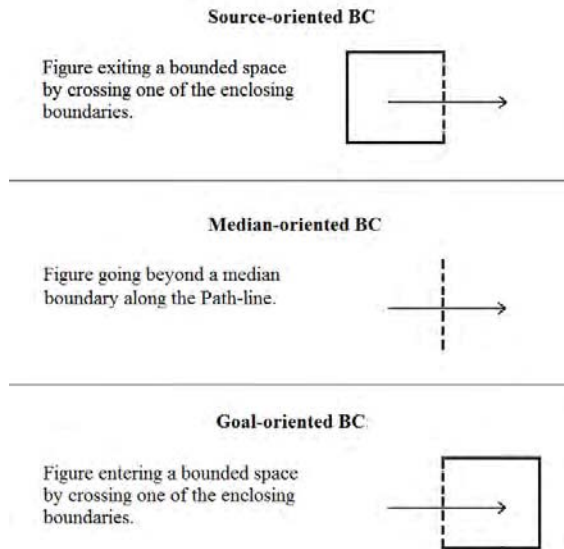 Source-oriented BC
Figure exiting a bounded space
by crossing one of the enclosing
boundaries.
Median-oriented BC
Figure going beyond a median
boundary along the Path-line.
Goal-oriented BC
Figure entering a bounded space
by crossing one of the enclosing
boundaries.